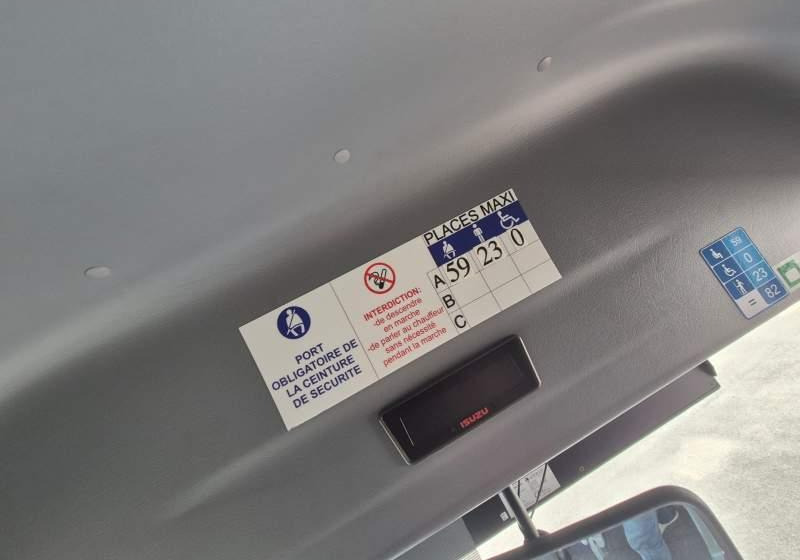 PORT
OBLIGATOIRE DE
LA CEINTURE
DE SECURITE
INTERDICTION:
-de descendre
en marche
-de parler au chauffeur
sans nécessité
pendant la marche
PLACES MAXI
A 59 23 0
B
C
ISUZU
59
0
23
= 82